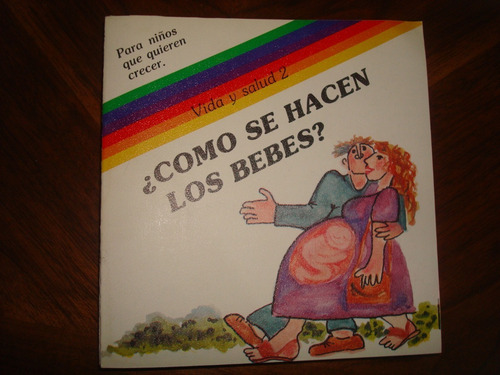 Para niños
que quieren
crecer.
Vida y salud 2
¿COMO SE HACEN
LOS BEBES?